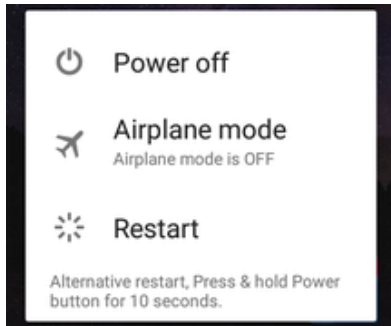 Power off
Airplane mode
Airplane mode is OFF
Restart
Alternative restart, Press & hold Power
button for 10 seconds.